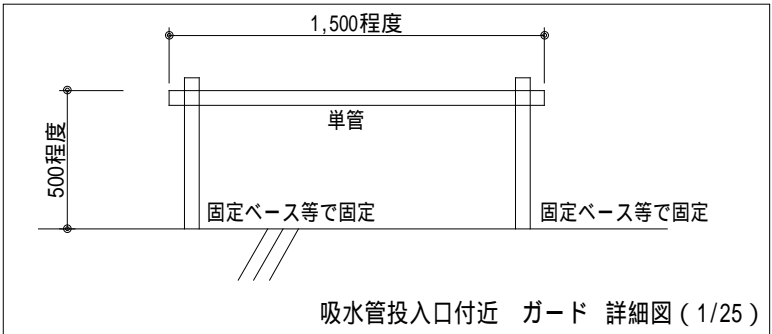 1,500程度
単管
500程度
固定ベース等で固定
固定ベース等で固定
吸水管投入口付近　ガード 詳細図(1/25)